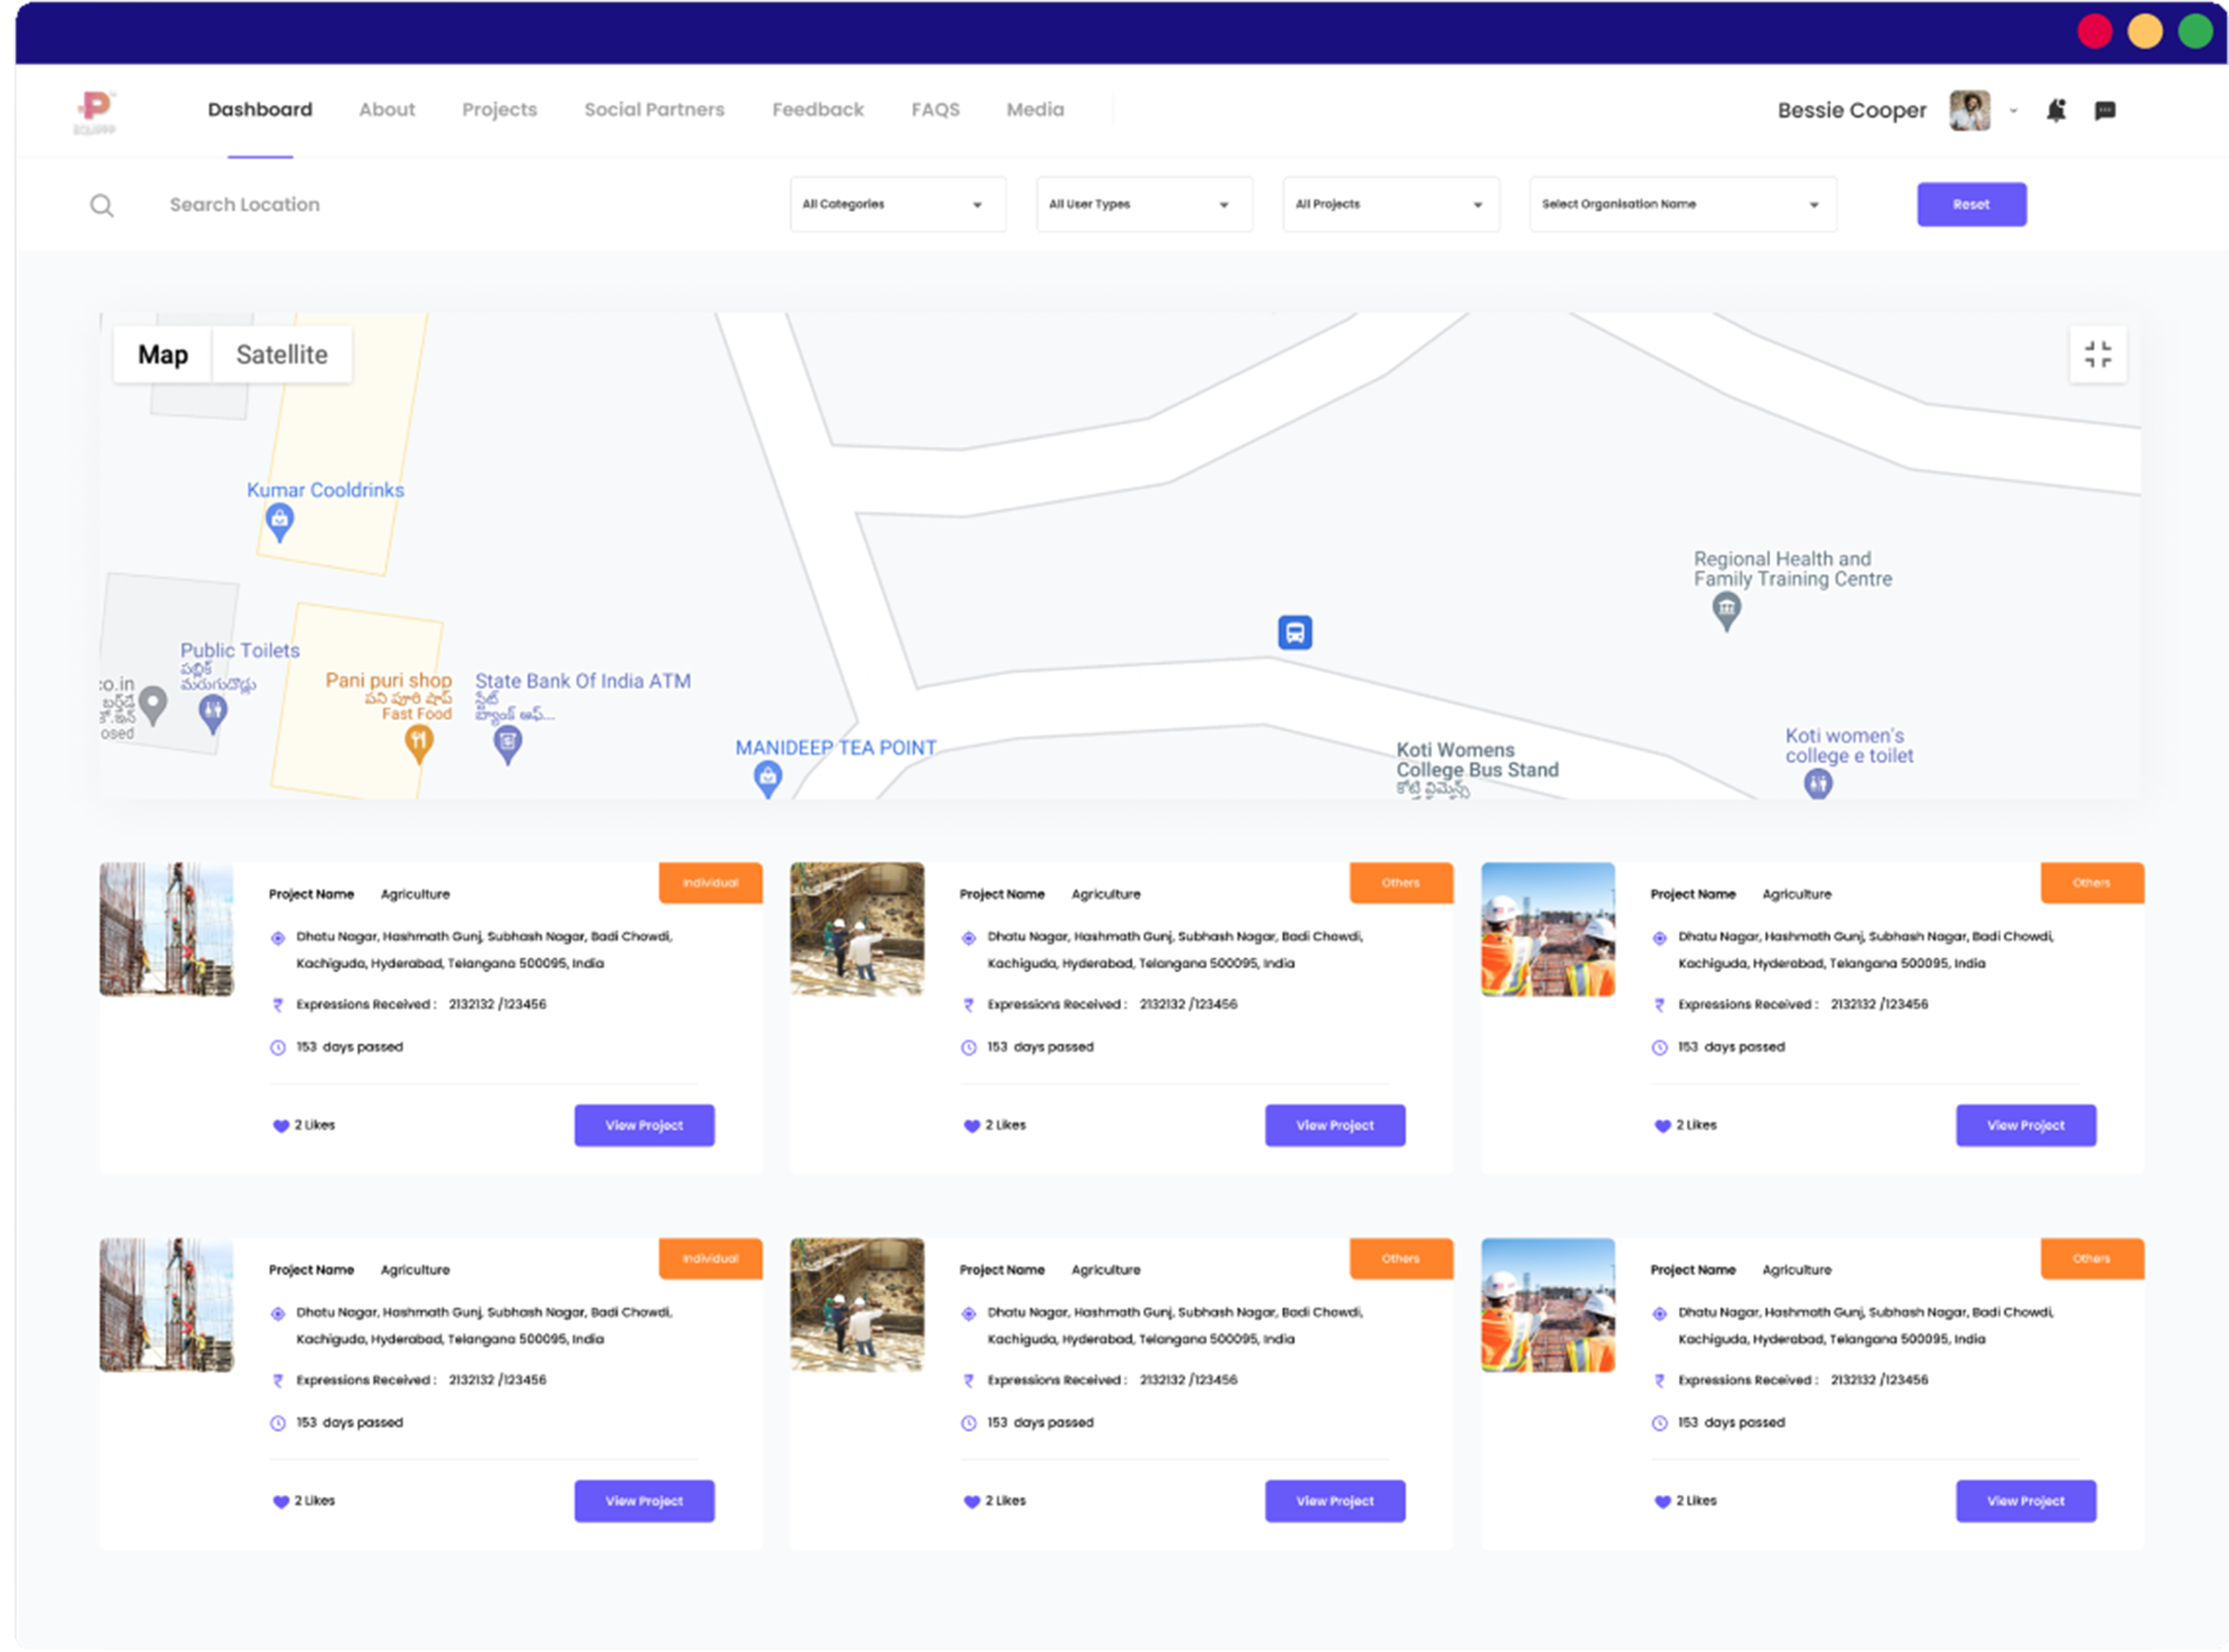 P
EQUIPPP
Dashboard About Projects Social Partners Feedback FAQS Media
Bessie Cooper
Search Location
All Categories All User Types All Projects Select Organisation Name Reset
Map Satellite
Kumar Cooldrinks
Regional Health and
Family Training Centre
Public Toilets
పబ్లిక్
మరుగుదొడ్లు
co.in
osed
Pani puri shop
పని పూరి షాప్
Fast Food
State Bank Of India ATM
స్టేట్
బ్యాంక్ ఆఫ్...
MANIDEEP TEA POINT
Koti Womens
College Bus Stand
కోటి విమెన్స్
Koti women's
college e toilet
Individual
Project Name Agriculture
Dhatu Nagar, Hashmath Gunj, Subhash Nagar, Badi Chowdi,
Kachiguda, Hyderabad, Telangana 500095, India
Expressions Received : 2132132 /123456
153 days passed
2 Likes View Project
Others
Project Name Agriculture
Dhatu Nagar, Hashmath Gunj, Subhash Nagar, Badi Chowdi,
Kachiguda, Hyderabad, Telangana 500095, India
Expressions Received : 2132132 /123456
153 days passed
2 Likes View Project
Others
Project Name Agriculture
Dhatu Nagar, Hashmath Gunj, Subhash Nagar, Badi Chowdi,
Kachiguda, Hyderabad, Telangana 500095, India
Expressions Received : 2132132 /123456
153 days passed
2 Likes View Project
Individual
Project Name Agriculture
Dhatu Nagar, Hashmath Gunj, Subhash Nagar, Badi Chowdi,
Kachiguda, Hyderabad, Telangana 500095, India
Expressions Received : 2132132 /123456
153 days passed
2 Likes View Project
Others
Project Name Agriculture
Dhatu Nagar, Hashmath Gunj, Subhash Nagar, Badi Chowdi,
Kachiguda, Hyderabad, Telangana 500095, India
Expressions Received : 2132132 /123456
153 days passed
2 Likes View Project
Others
Project Name Agriculture
Dhatu Nagar, Hashmath Gunj, Subhash Nagar, Badi Chowdi,
Kachiguda, Hyderabad, Telangana 500095, India
Expressions Received : 2132132 /123456
153 days passed
2 Likes View Project